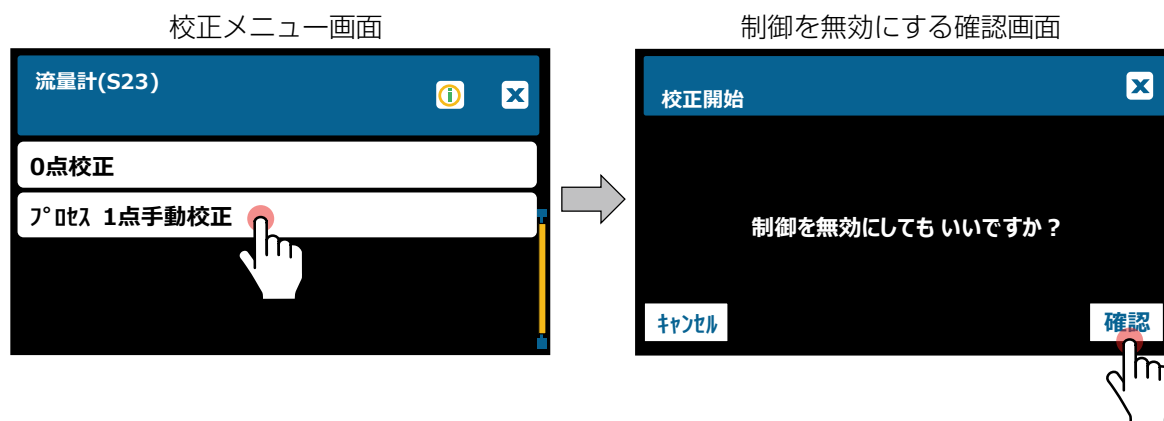 校正メニュー画面
流量計(S23)
0点校正
ﾌﾟﾛｾｽ 1点手動校正
制御を無効にする確認画面
校正開始
制御を無効にしても いいですか？
ｷｬﾝｾﾙ
確認